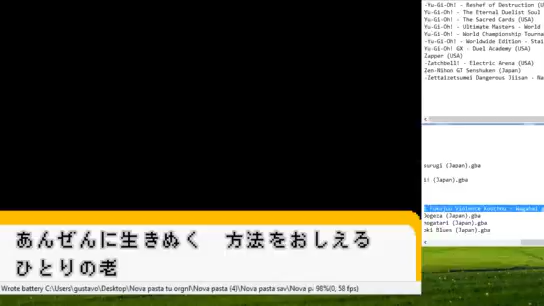 -Yu-Gi-Oh! - Reshef of Destruction (U
Yu-Gi-Oh! - The Eternal Duelist Soul
Yu-Gi-Oh! - The Sacred Cards (USA)
Yu-Gi-Oh! - Ultimate Masters - World
Yu-Gi-Oh! - World Championship Tourna
-Yu-Gi-Oh! - Worldwide Edition - Stai
Yu-Gi-Oh! GX - Duel Academy (USA)
Zapper (USA)
-Zatchbell! - Electric Arena (USA)
Zen-Nihon GT Senshuken (Japan)
-Zettaizetsumei Dangerous Jiisan - Na
surugi (Japan).gba
i! (Japan).gba
Dogeza (Japan).gba
nogatari (Japan).gba
oki Blues (Japan).gba
あんぜんに生きぬく 方法をおしえる
ひとりの老
Wrote battery C:\Users\gustavo\Desktop\Nova pasta tu orgnl\Nova pasta (4)\Nova pasta sav\Nova p. 98%(0, 58 fps)